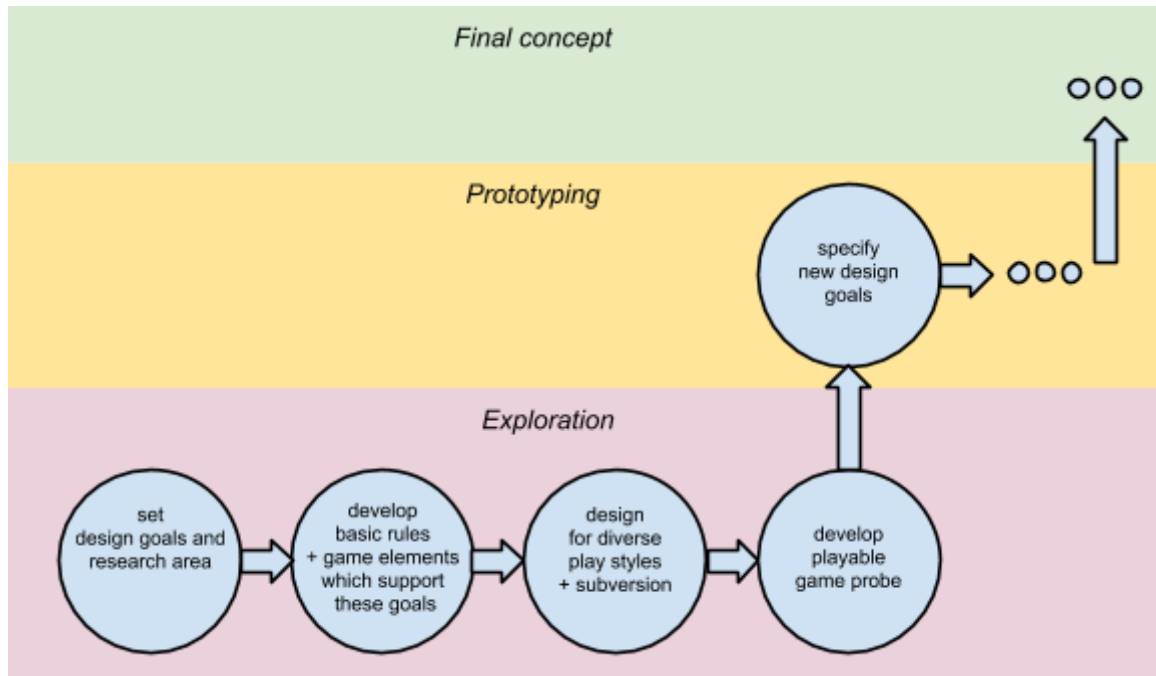 Final concept
Prototyping
specify
new design
goals
Exploration
set
design goals and
research area
develop
basic rules
+ game elements
which support
these goals
design
for diverse
play styles
+ subversion
develop
playable
game probe